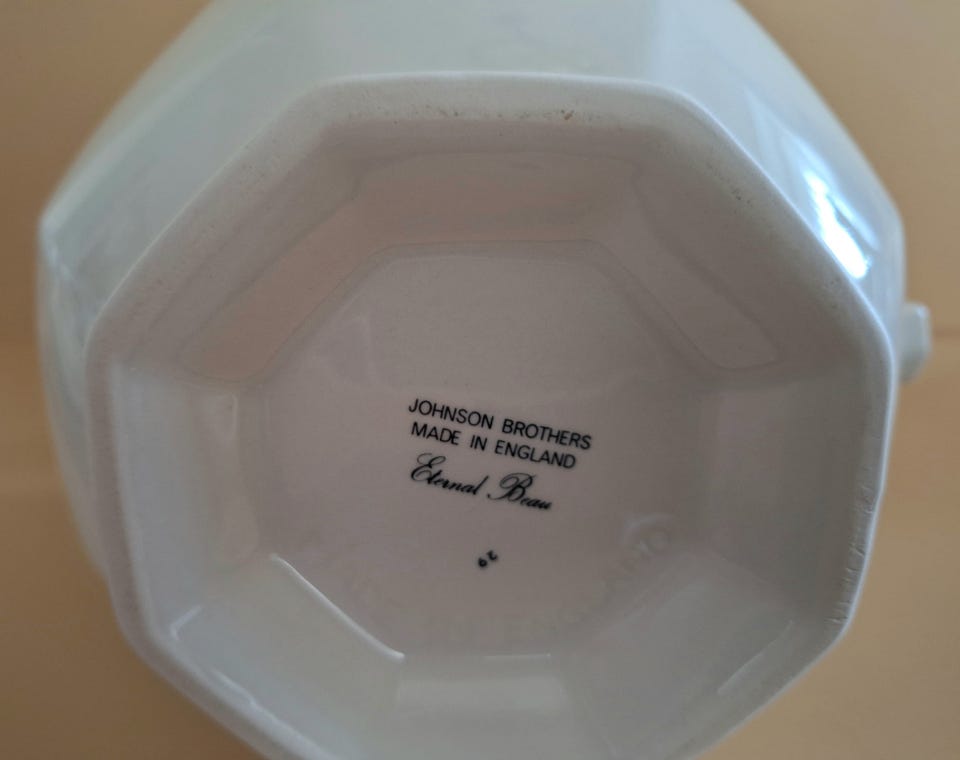 JOHNSON BROTHERS
MADE IN ENGLAND
Eternal Beau